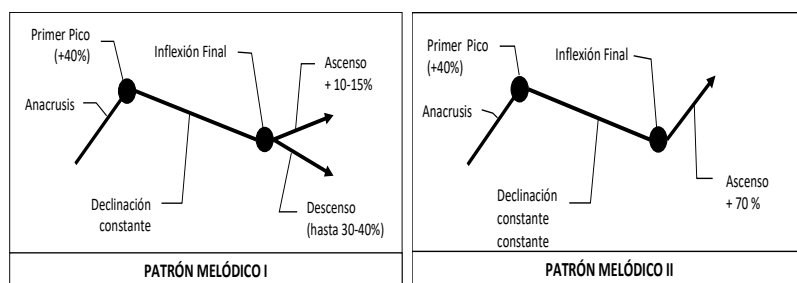 Primer Pico
(+40%)
Inflexión Final
Ascenso
+ 10-15%
Anacrusis
Declinación
constante
Descenso
(hasta 30-40%)
PATRÓN MELÓDICO I
Primer Pico
(+40%)
Inflexión Final
Anacrusis
Ascenso
+ 70 %
Declinación
constante
constante
PATRÓN MELÓDICO II